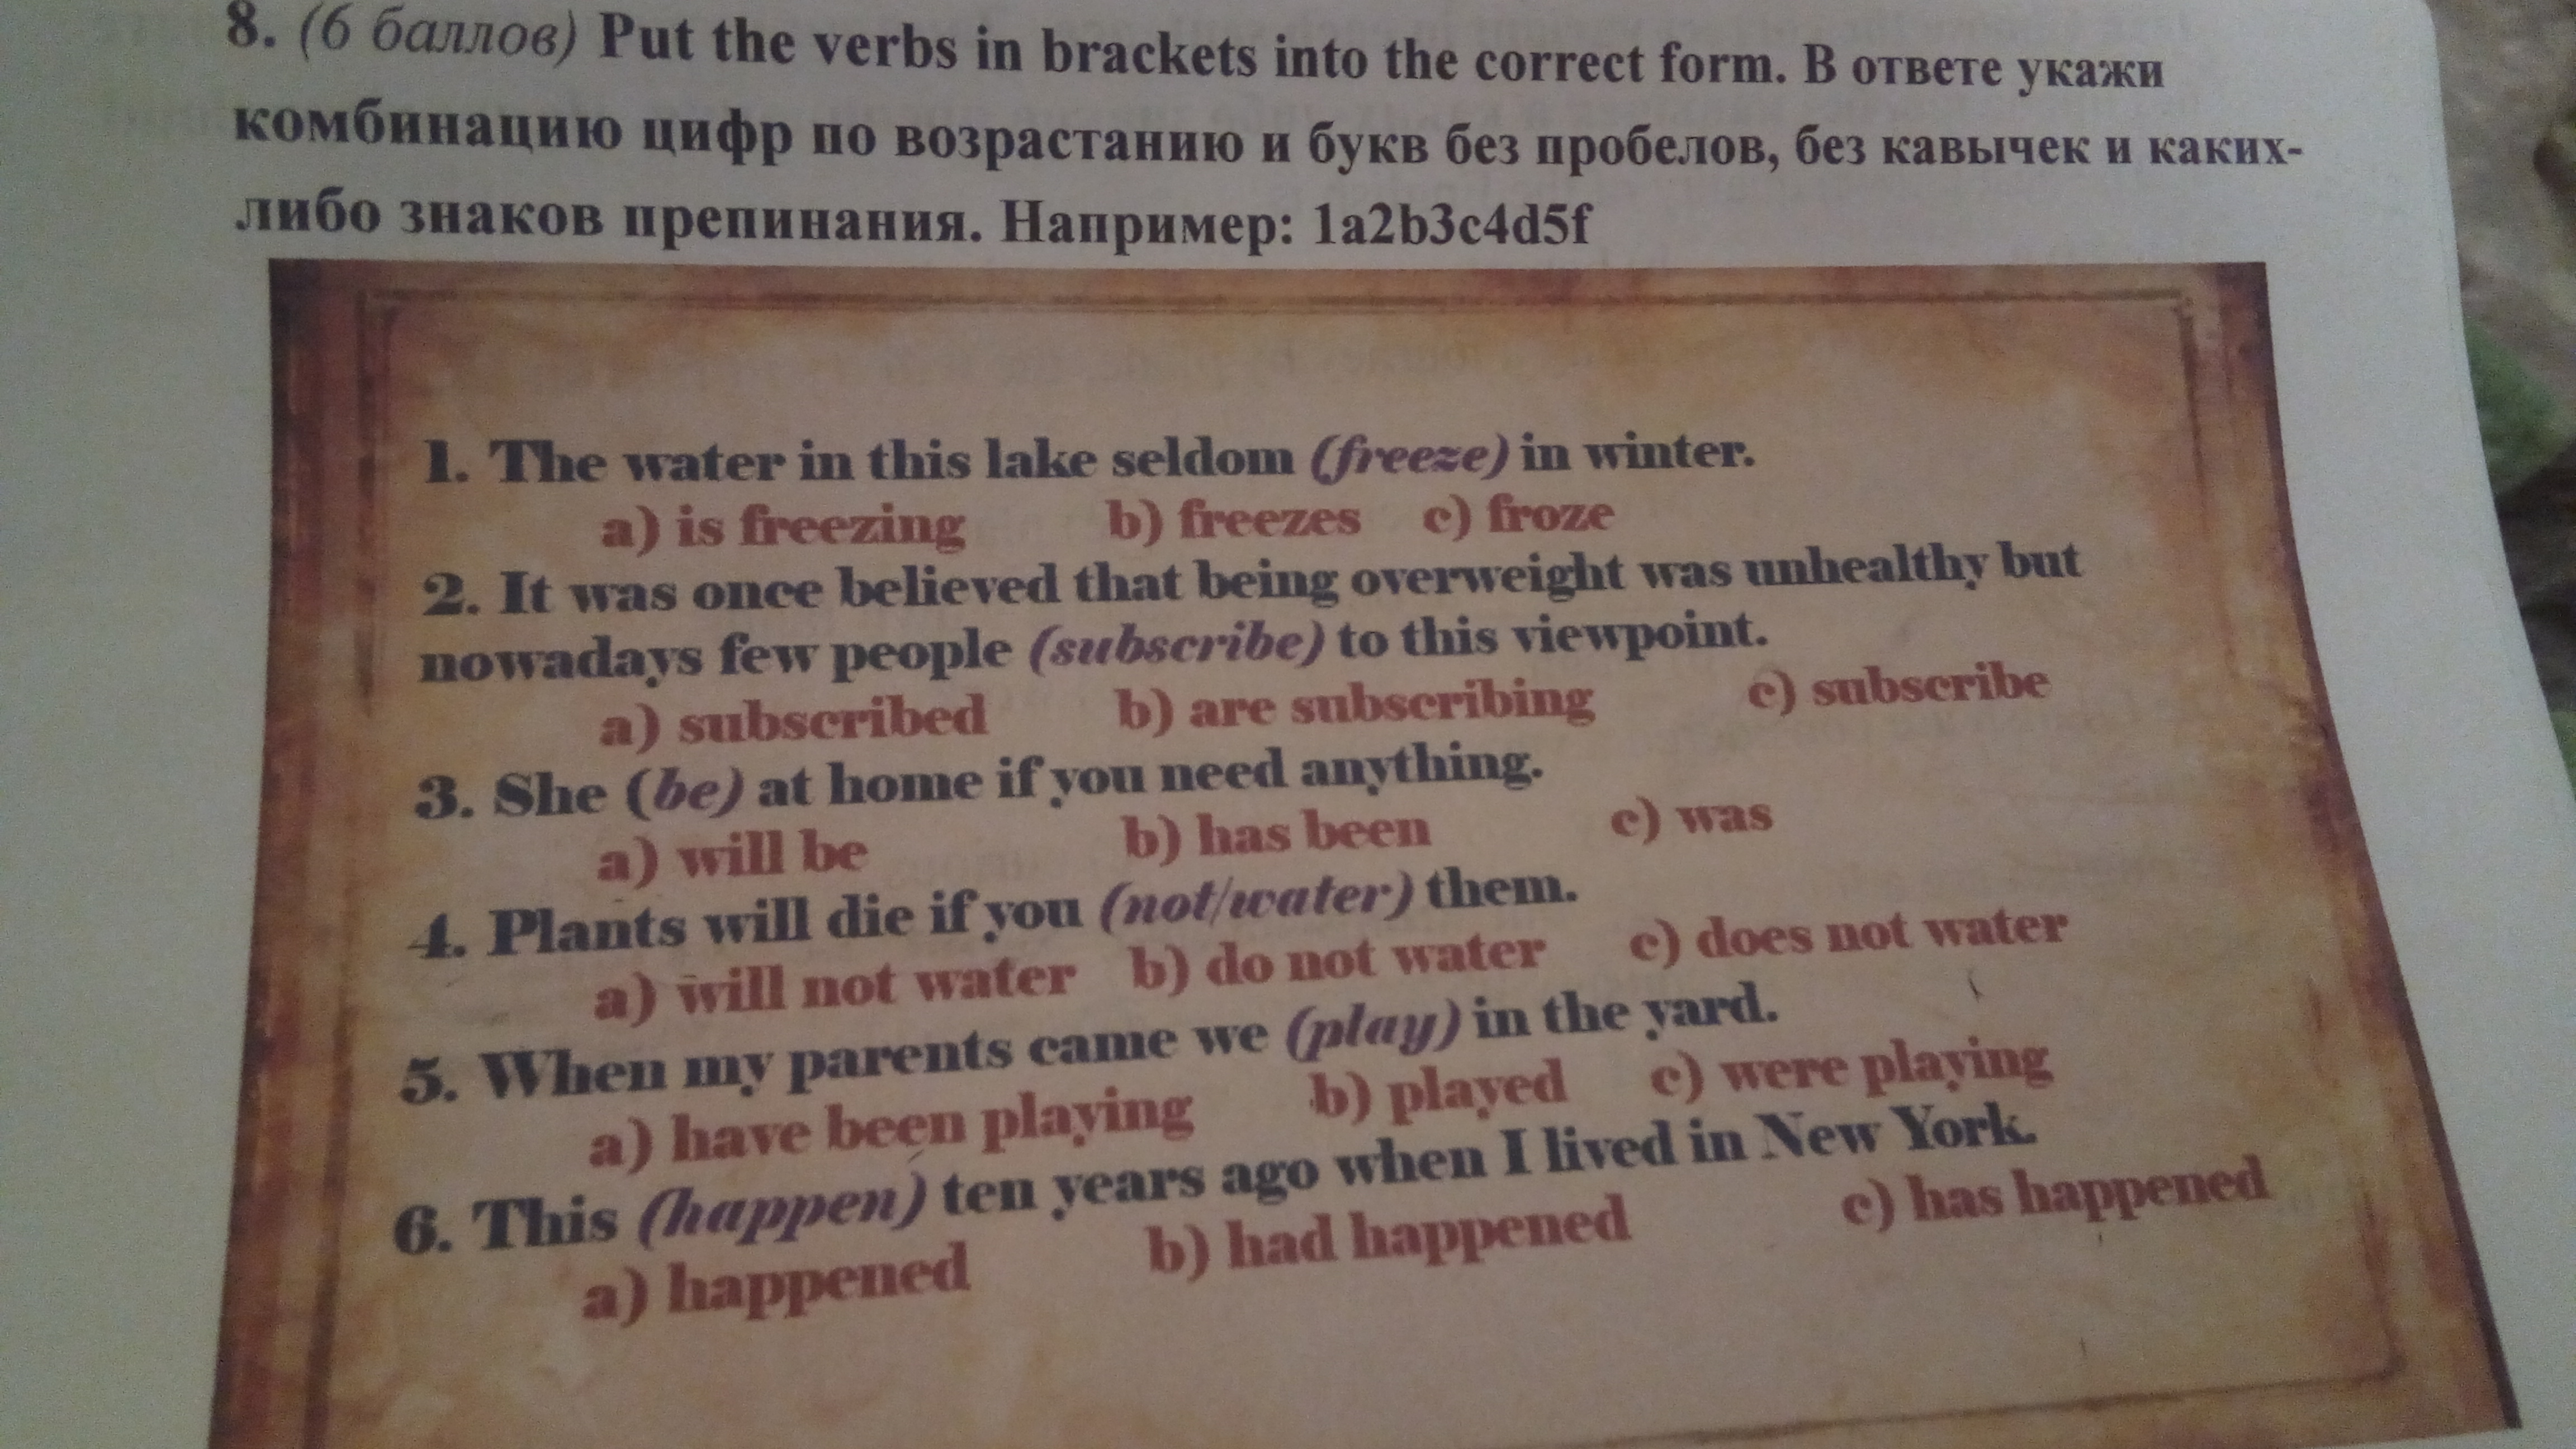 8. (6 баллов) Put the verbs in brackets into the correct form. В ответе укажи
комбинацию цифр по возрастанию и букв без пробелов, без кавычек и каких-
либо знаков препинания. Например: 1a2b3c4d5f
1. The water in this lake seldom (freeze) in winter.
a) is freezing b) freezes c) froze
2. It was once believed that being overweight was unhealthy but
nowadays few people (subscribe) to this viewpoint.
a) subscribed b) are subscribing c) subscribe
3. She (be) at home if you need anything.
a) will be b) has been c) was
4. Plants will die if you (not/water) them.
a) will not water b) do not water c) does not water
5. When my parents came we (play) in the yard.
a) have been playing b) played c) were playing
6. This (happen) ten years ago when I lived in New York.
a) happened b) had happened c) has happened